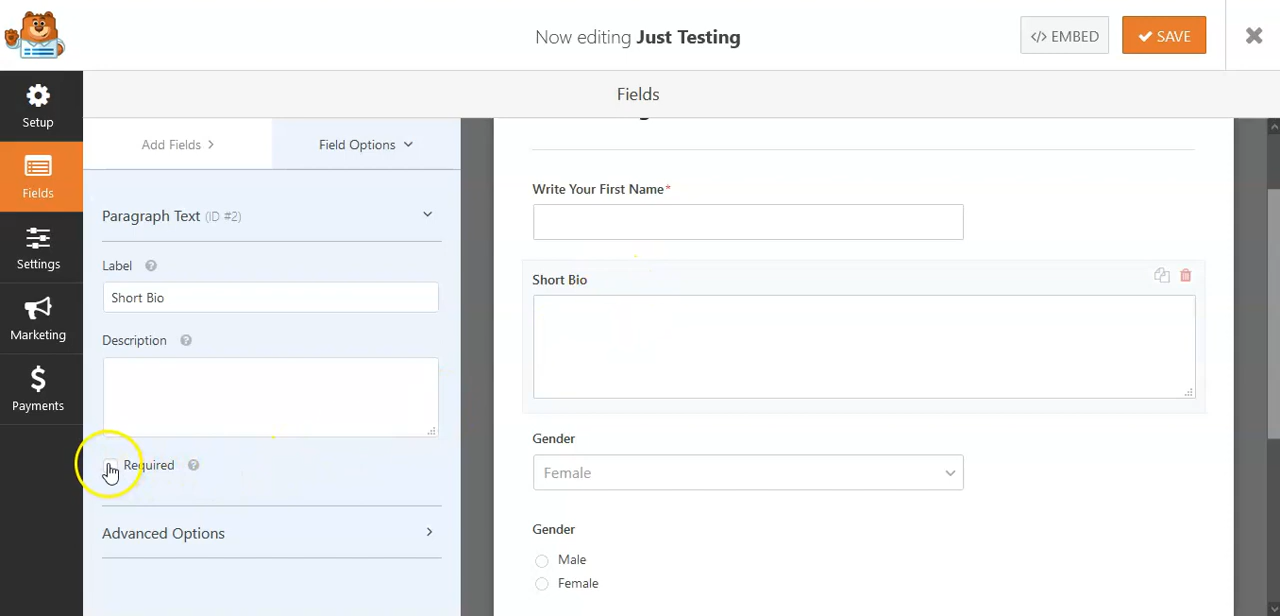 Now editing Just Testing
</> EMBED
SAVE
Setup
Fields
Settings
Marketing
Payments
Fields
Add Fields
Field Options
Paragraph Text (ID #2)
Label
Short Bio
Description
Required
Advanced Options
Write Your First Name*
Short Bio
Gender
Female
Gender
Male
Female